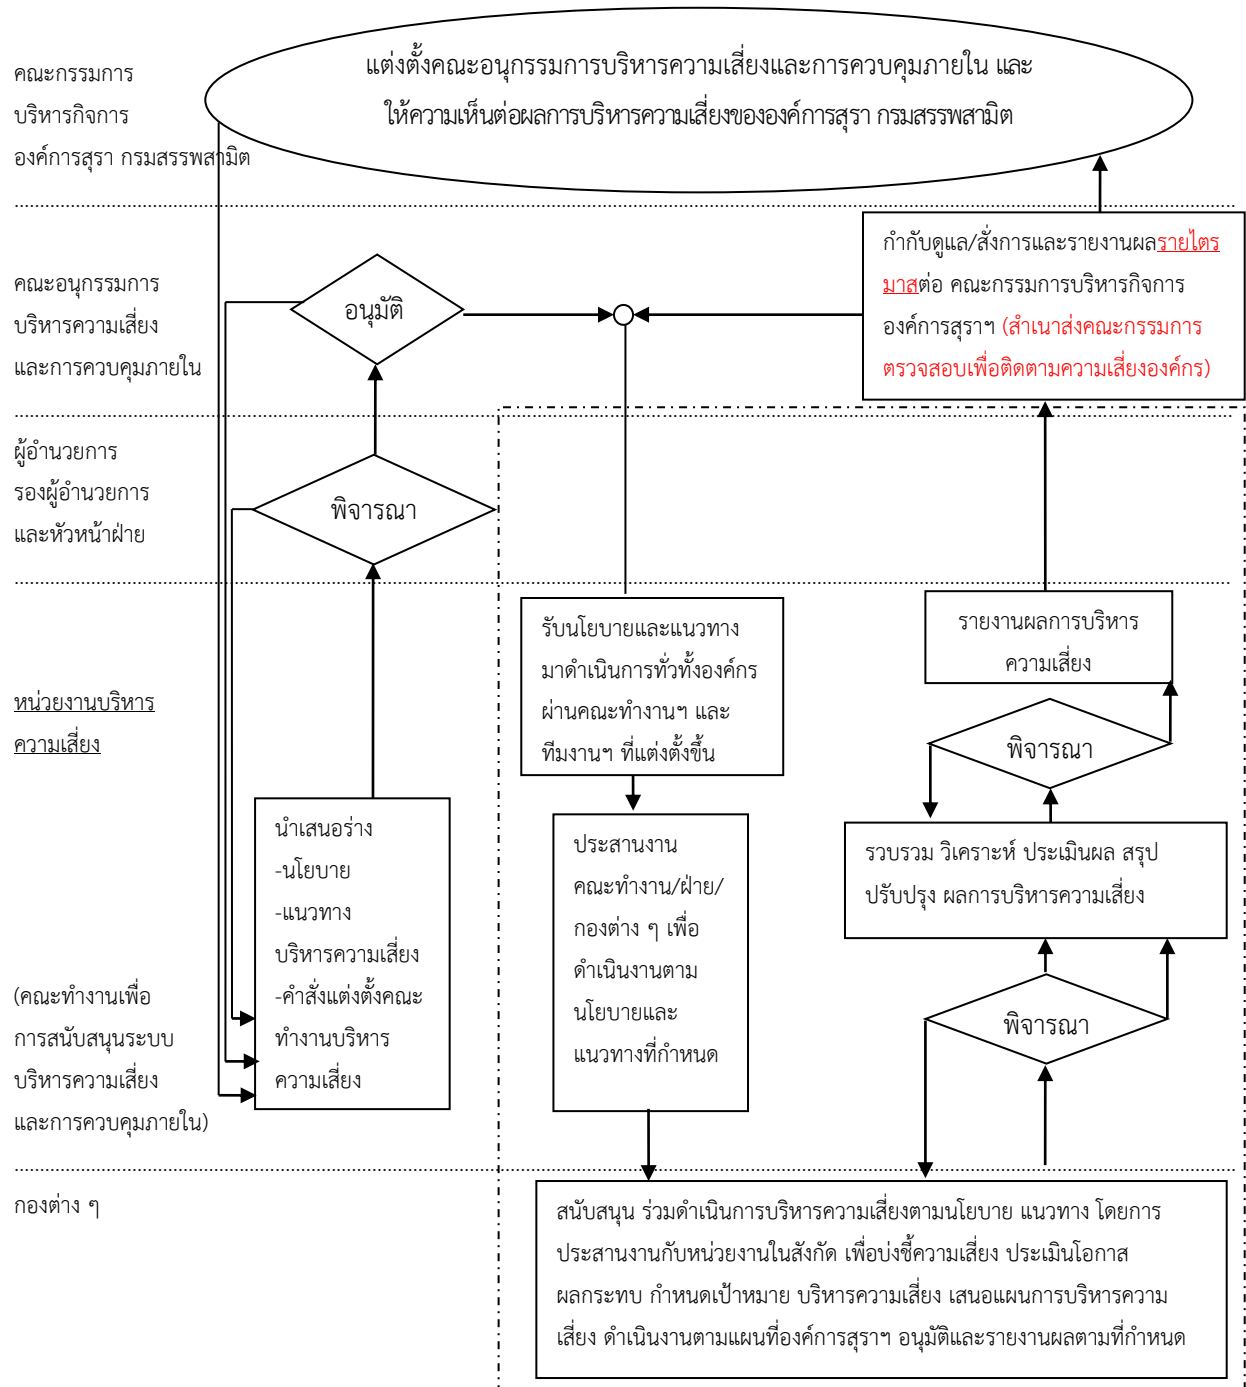 แต่งตั้งคณะอนุกรรมการบริหารความเสี่ยงและการควบคุมภายใน และ
ให้ความเห็นต่อผลการบริหารความเสี่ยงขององค์การสุรา กรมสรรพสามิต
คณะกรรมการ
บริหารกิจการ
องค์การสุรา กรมสรรพสามิต
คณะอนุกรรมการ
บริหารความเสี่ยง
และการควบคุมภายใน
อนุมัติ
กำกับดูแล/สั่งการและรายงานผลรายไตร
มาสต่อ คณะกรรมการบริหารกิจการ
องค์การสุราฯ (สำเนาส่งคณะกรรมการ
ตรวจสอบเพื่อติดตามความเสี่ยงองค์กร)
ผู้อำนวยการ
รองผู้อำนวยการ
และหัวหน้าฝ่าย
พิจารณา
หน่วยงานบริหาร
ความเสี่ยง
รับนโยบายและแนวทาง
มาดำเนินการทั่วทั้งองค์กร
ผ่านคณะทำงานฯ และ
ทีมงานฯ ที่แต่งตั้งขึ้น
รายงานผลการบริหาร
ความเสี่ยง
พิจารณา
นำเสนอร่าง
-นโยบาย
-แนวทาง
บริหารความเสี่ยง
-คำสั่งแต่งตั้งคณะ
ทำงานบริหาร
ความเสี่ยง
ประสานงาน
คณะทำงาน/ฝ่าย/
กองต่าง ๆ เพื่อ
ดำเนินงานตาม
นโยบายและ
แนวทางที่กำหนด
รวบรวม วิเคราะห์ ประเมินผล สรุป
ปรับปรุง ผลการบริหารความเสี่ยง
พิจารณา
(คณะทำงานเพื่อ
การสนับสนุนระบบ
บริหารความเสี่ยง
และการควบคุมภายใน)
กองต่าง ๆ
สนับสนุน ร่วมดำเนินการบริหารความเสี่ยงตามนโยบาย แนวทาง โดยการ
ประสานงานกับหน่วยงานในสังกัด เพื่อบ่งชี้ความเสี่ยง ประเมินโอกาส
ผลกระทบ กำหนดเป้าหมาย บริหารความเสี่ยง เสนอแผนการบริหารความ
เสี่ยง ดำเนินงานตามแผนที่องค์การสุราฯ อนุมัติและรายงานผลตามที่กำหนด